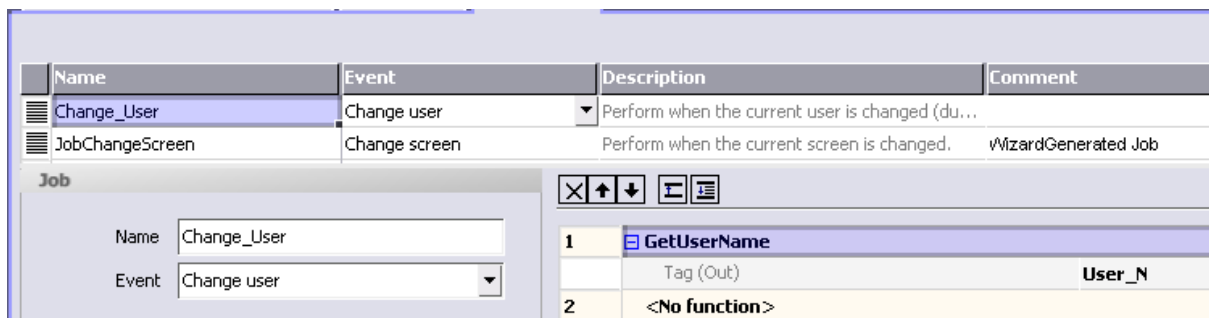 Name Event Description Comment
Change_User Change user Perform when the current user is changed (du...
JobChangeScreen Change screen Perform when the current screen is changed. WizardGenerated Job
Job
Name Change_User
Event Change user
1 GetUserName
Tag (Out) User_N
2 <No function>